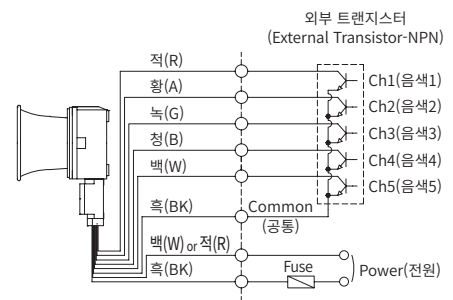 외부 트랜지스터
(External Transistor-NPN)
적(R)
Ch1(음색1)
황(A)
Ch2(음색2)
녹(G)
Ch3(음색3)
청(B)
Ch4(음색4)
백(W)
Ch5(음색5)
흑(BK)
Common
(공통)
백(W) or 적(R)
흑(BK)
Fuse
Power(전원)